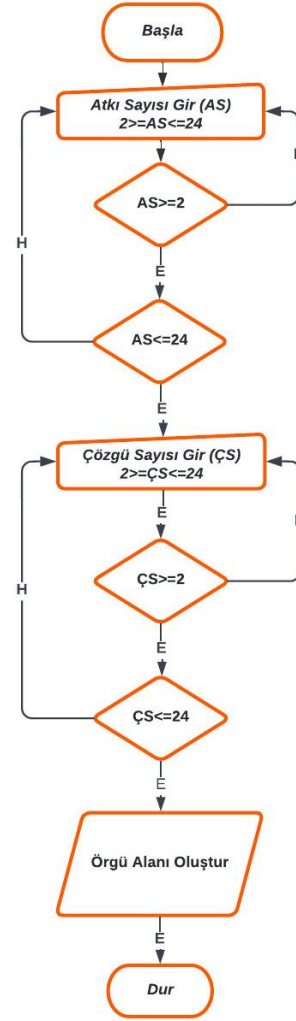 Başla
Atkı Sayısı Gir (AS)
2>=AS<=24
AS>=2
H
E
AS<=24
E
Çözgü Sayısı Gir (ÇS)
2>=ÇS<=24
E
ÇS>=2
H
E
ÇS<=24
E
Örgü Alanı Oluştur
E
Dur